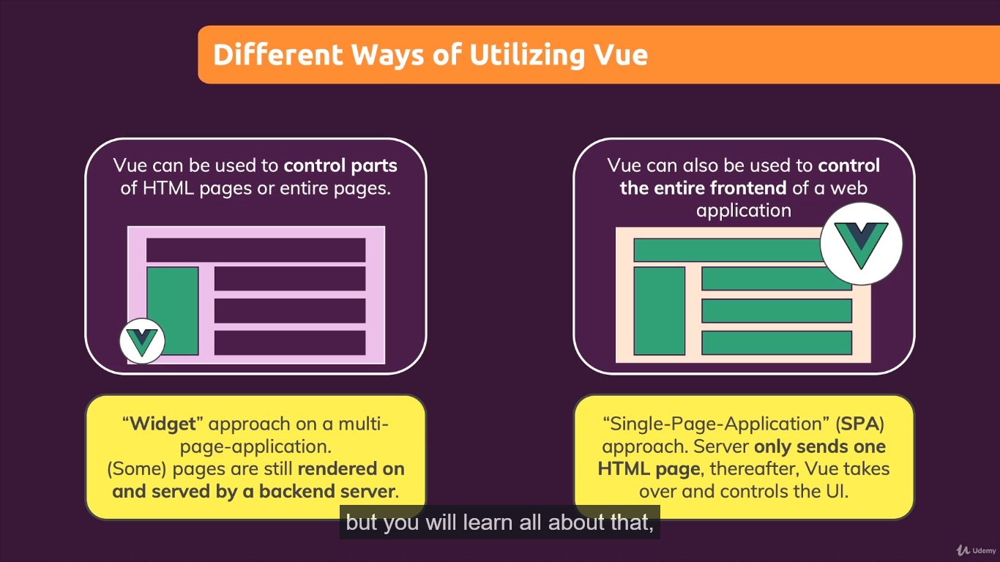 Different Ways of Utilizing Vue
Vue can be used to control parts
of HTML pages or entire pages.
“Widget” approach on a multi-
page-application.
(Some) pages are still rendered on
and served by a backend server.
Vue can also be used to control
the entire frontend of a web
application
“Single-Page-Application” (SPA)
approach. Server only sends one
HTML page, thereafter, Vue takes
over and controls the UI.
but you will learn all about that,
Udemy